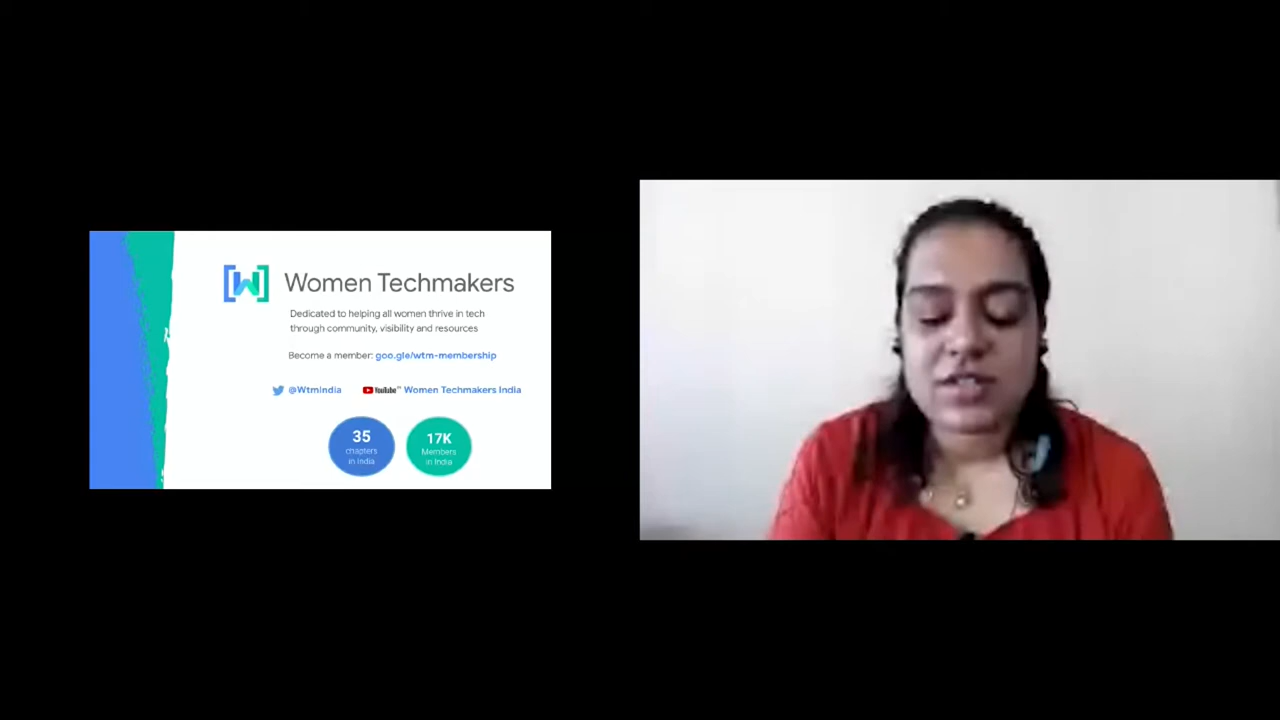 [W] Women Techmakers
Dedicated to helping all women thrive in tech
through community, visibility and resources
Become a member: goo.gle/wtm-membership
@WtmIndia YouTube™ Women Techmakers India
35
chapters
in India
17K
Members
in India